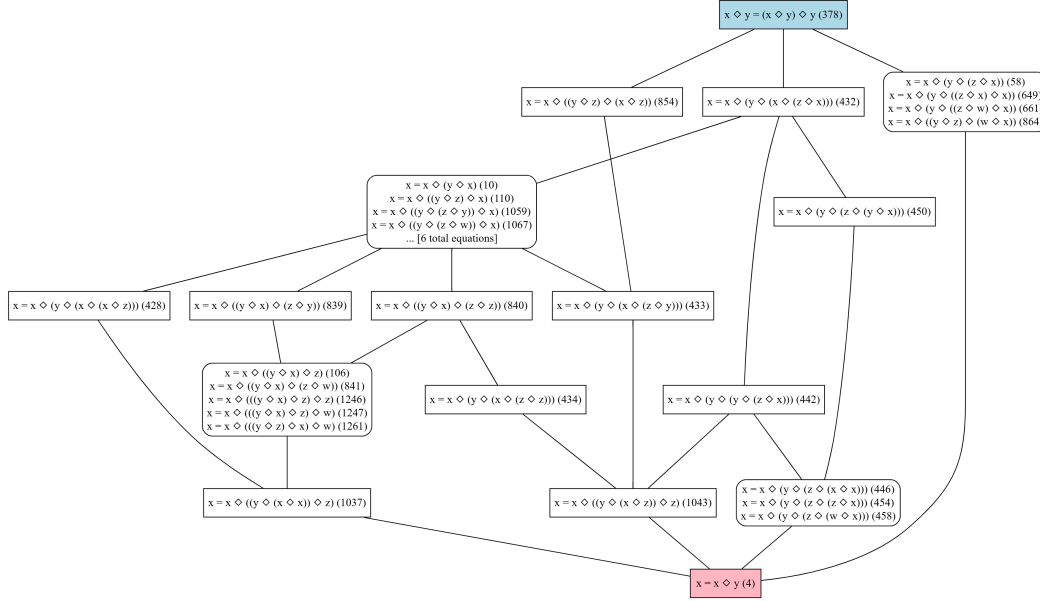 x ◇ y = (x ◇ y) ◇ y (378)
x = x ◇ ((y ◇ z) ◇ (x ◇ z)) (854)
x = x ◇ (y ◇ (x ◇ (z ◇ x))) (432)
x = x ◇ (y ◇ (z ◇ x)) (58)
x = x ◇ (y ◇ ((z ◇ x) ◇ x)) (649)
x = x ◇ (y ◇ ((z ◇ w) ◇ x)) (661)
x = x ◇ ((y ◇ z) ◇ (w ◇ x)) (864)
x = x ◇ (y ◇ x) (10)
x = x ◇ ((y ◇ z) ◇ x) (110)
x = x ◇ ((y ◇ (z ◇ y)) ◇ x) (1059)
x = x ◇ ((y ◇ (z ◇ w)) ◇ x) (1067)
... [6 total equations]
x = x ◇ (y ◇ (z ◇ (y ◇ x))) (450)
x = x ◇ (y ◇ (x ◇ (x ◇ z))) (428)
x = x ◇ ((y ◇ x) ◇ (z ◇ y)) (839)
x = x ◇ ((y ◇ x) ◇ (z ◇ z)) (840)
x = x ◇ (y ◇ (x ◇ (z ◇ y))) (433)
x = x ◇ ((y ◇ x) ◇ z) (106)
x = x ◇ ((y ◇ x) ◇ (z ◇ w)) (841)
x = x ◇ (((y ◇ x) ◇ z) ◇ z) (1246)
x = x ◇ (((y ◇ x) ◇ z) ◇ w) (1247)
x = x ◇ (((y ◇ z) ◇ x) ◇ w) (1261)
x = x ◇ (y ◇ (x ◇ (z ◇ z))) (434)
x = x ◇ (y ◇ (y ◇ (z ◇ x))) (442)
x = x ◇ ((y ◇ (x ◇ x)) ◇ z) (1037)
x = x ◇ ((y ◇ (x ◇ z)) ◇ z) (1043)
x = x ◇ (y ◇ (z ◇ (x ◇ x))) (446)
x = x ◇ (y ◇ (z ◇ (z ◇ x))) (454)
x = x ◇ (y ◇ (z ◇ (w ◇ x))) (458)
x = x ◇ y (4)